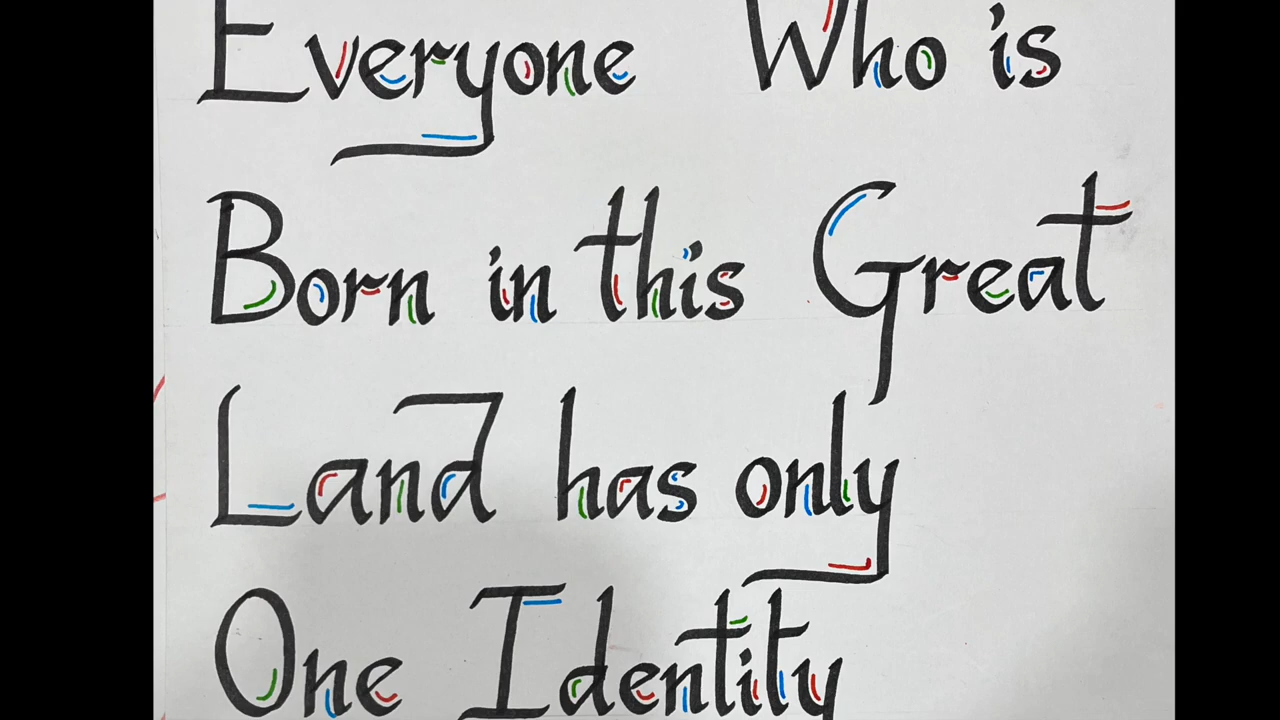 Everyone Who is
Born in this Great
Land has only
One Identity